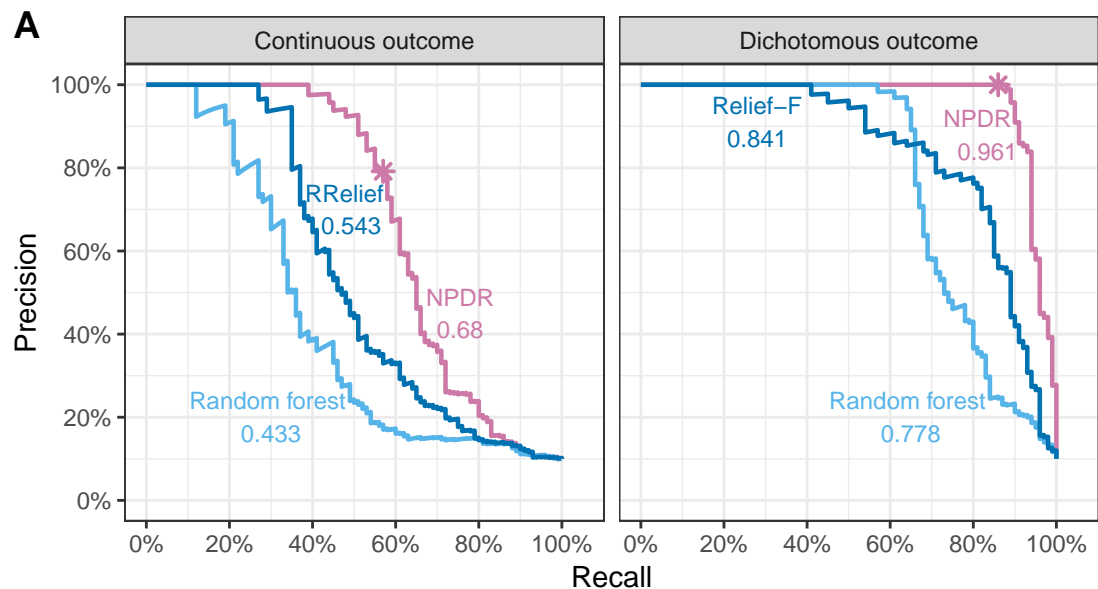 A
Continuous outcome
Dichotomous outcome
100%
80%
60%
40%
20%
0%
Precision
RRelief
0.543
NPDR
0.68
Random forest
0.433
Relief−F
0.841
NPDR
0.961
Random forest
0.778
0% 20% 40% 60% 80% 100%
0% 20% 40% 60% 80% 100%
Recall